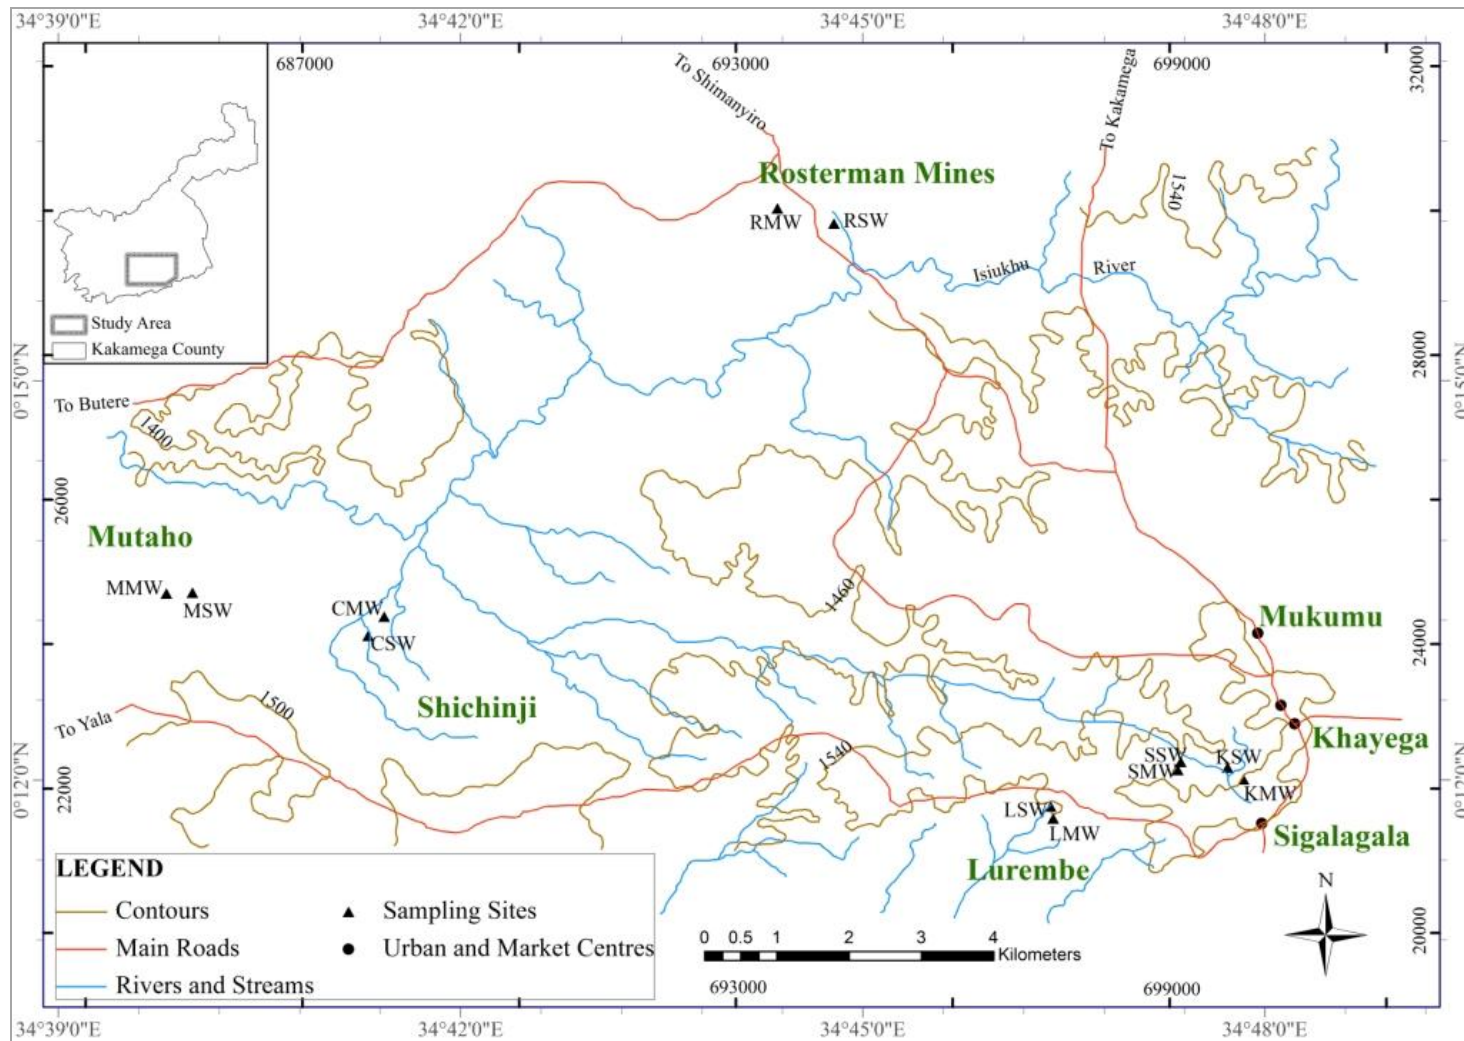 34°39'0"E
34°42'0"E
34°45'0"E
34°48'0"E
687000
693000
699000
32000
To Shimanyiro
To Kakamega
Rosterman Mines
1540
RMW
RSW
Isiukhu
River
Study Area
Kakamega County
28000
0°15'0"N
0°15'0"N
To Butere
1400
26000
Mutaho
MMW
MSW
CMW
CSW
1460
Mukumu
24000
Shichinji
1500
To Yala
Khayega
1540
SSW
KSW
SMW
KMW
0°12'0"N
0°12'0"N
22000
LSW
LMW
Sigalagala
Lurembe
LEGEND
Contours
Sampling Sites
Main Roads
Urban and Market Centres
Rivers and Streams
0 0.5 1 2 3 4
Kilometers
N
20000
693000
699000
34°39'0"E
34°42'0"E
34°45'0"E
34°48'0"E